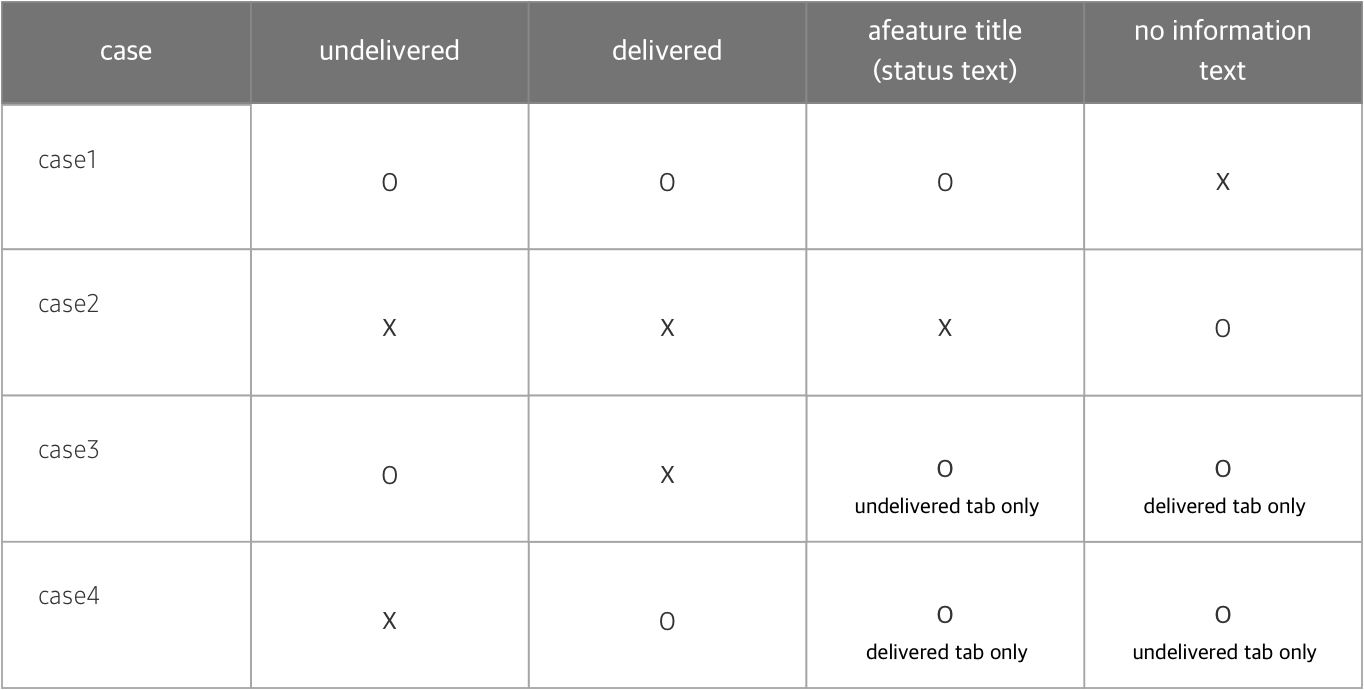 case undelivered delivered afeature title no information
(status text) text
case1
O O O X
case2
X X X O
case3
O X O O
undelivered tab only delivered tab only
case4
X O O O
delivered tab only undelivered tab only